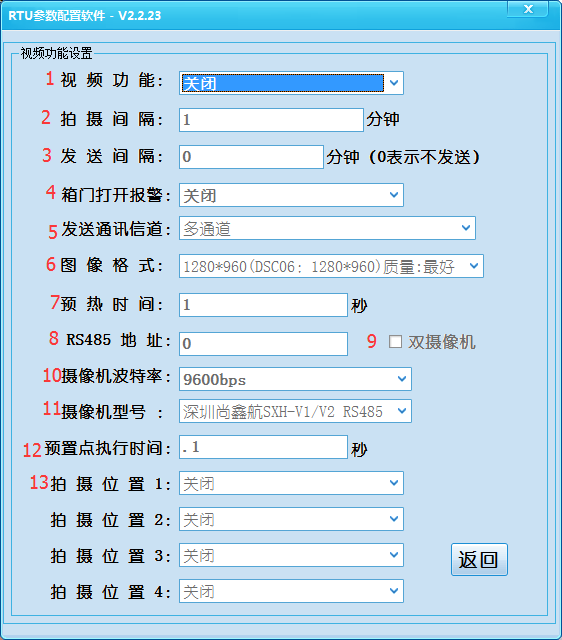 RTU参数配置软件 - V2.2.23
视频功能设置
1 视 频 功 能: 关闭
2 拍 摄 间 隔: 1 分钟
3 发 送 间 隔: 0 分钟（0表示不发送）
4 箱门打开报警: 关闭
5 发送通讯信道: 多通道
6 图 像 格 式: 1280*960(DSC06; 1280*960)质量:最好
7 预 热 时 间: 1 秒
8 RS485 地 址: 0 9 双摄像机
10 摄像机波特率: 9600bps
11 摄像机型号 : 深圳尚鑫航SXH-V1/V2 RS485
12 预置点执行时间: .1 秒
13 拍 摄 位 置 1: 关闭
拍 摄 位 置 2: 关闭
拍 摄 位 置 3: 关闭
返回
拍 摄 位 置 4: 关闭